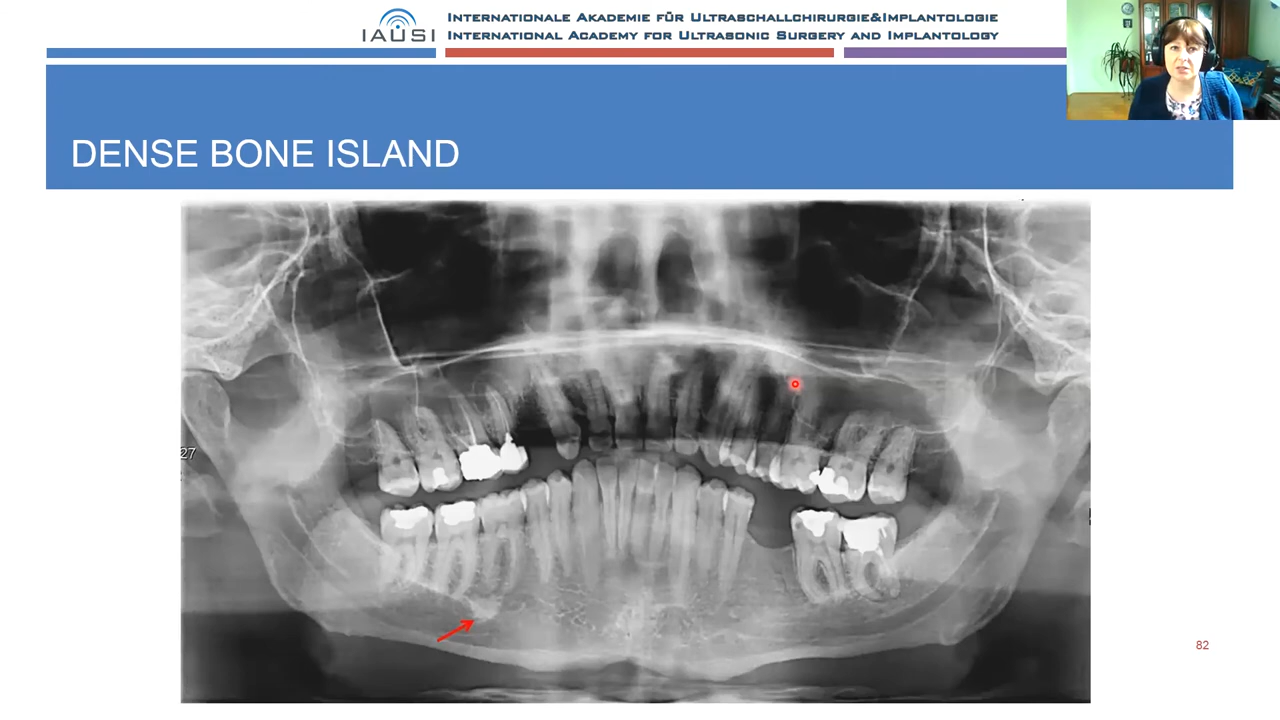 IAUSI
INTERNATIONALE AKADEMIE FÜR ULTRASCHALLCHIRURGIE&IMPLANTOLOGIE
INTERNATIONAL ACADEMY FOR ULTRASONIC SURGERY AND IMPLANTOLOGY
DENSE BONE ISLAND
27
82